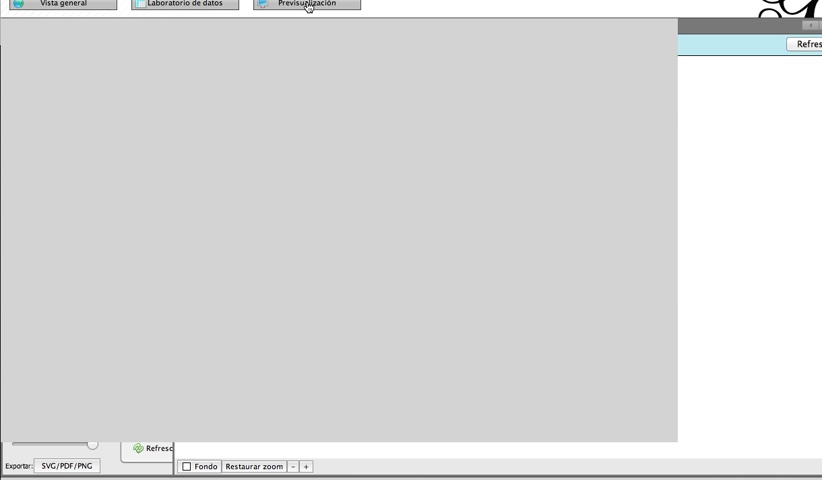 Vista general
Laboratorio de datos
Previsualización
Refres
Refresc
Exportar:
SVG/PDF/PNG
Fondo
Restaurar zoom
-
+